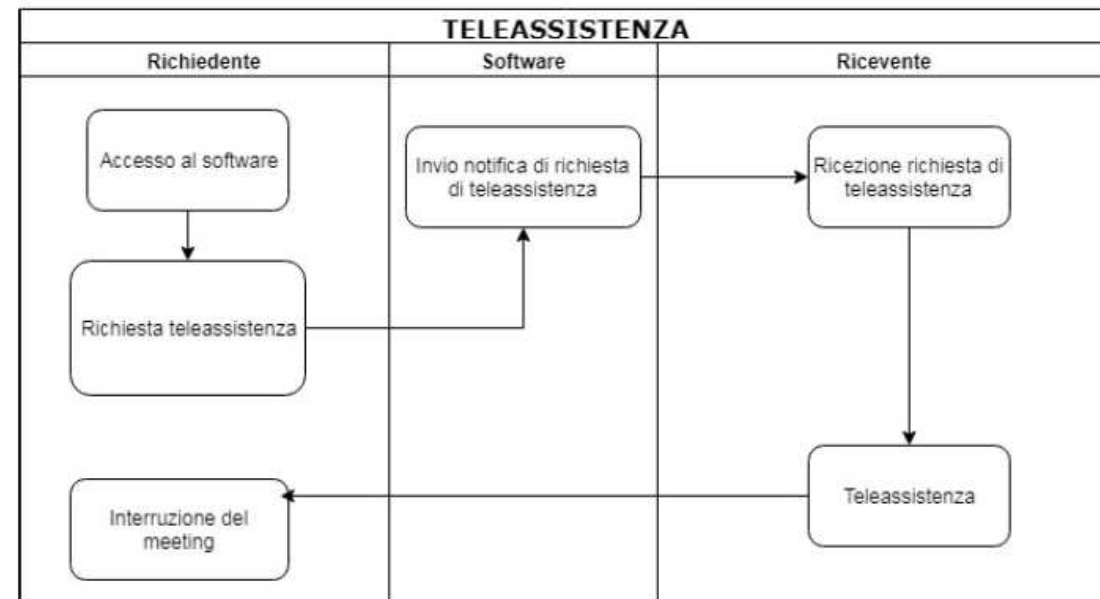 TELEASSISTENZA
Richiedente
Software
Ricevente
Accesso al software
Invio notifica di richiesta
di teleassistenza
Ricezione richiesta di
teleassistenza
Richiesta teleassistenza
Interruzione del
meeting
Teleassistenza